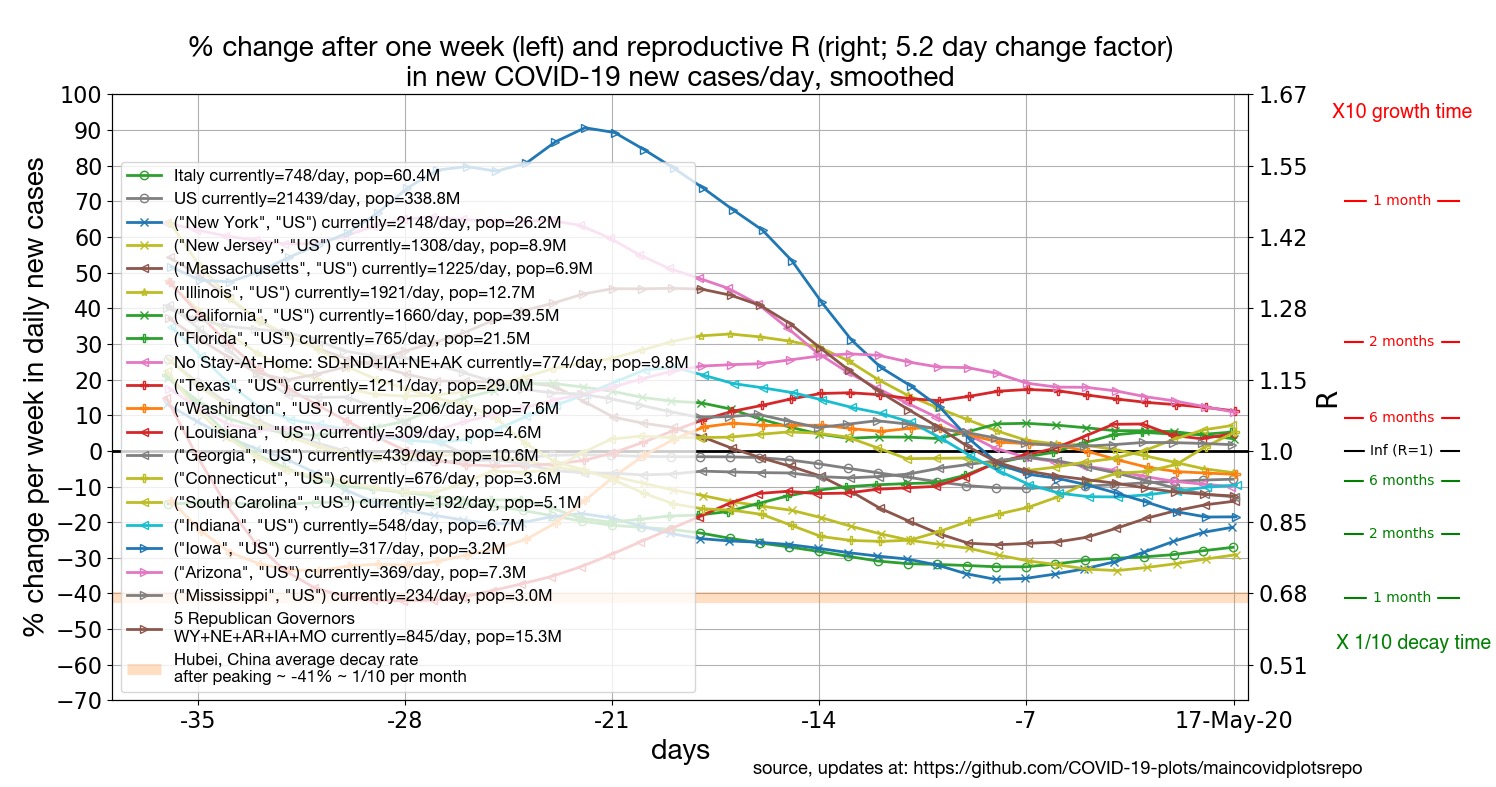 % change after one week (left) and reproductive R (right; 5.2 day change factor)
in new COVID-19 new cases/day, smoothed
% change per week in daily new cases
100
90
80
70
60
50
40
30
20
10
0
−10
−20
−30
−40
−50
−60
−70
Italy currently=748/day, pop=60.4M
US currently=21439/day, pop=338.8M
("New York", "US") currently=2148/day, pop=26.2M
("New Jersey", "US") currently=1308/day, pop=8.9M
("Massachusetts", "US") currently=1225/day, pop=6.9M
("Illinois", "US") currently=1921/day, pop=12.7M
("California", "US") currently=1660/day, pop=39.5M
("Florida", "US") currently=765/day, pop=21.5M
No Stay-At-Home: SD+ND+IA+NE+AK currently=774/day, pop=9.8M
("Texas", "US") currently=1211/day, pop=29.0M
("Washington", "US") currently=206/day, pop=7.6M
("Louisiana", "US") currently=309/day, pop=4.6M
("Georgia", "US") currently=439/day, pop=10.6M
("Connecticut", "US") currently=676/day, pop=3.6M
("South Carolina", "US") currently=192/day, pop=5.1M
("Indiana", "US") currently=548/day, pop=6.7M
("Iowa", "US") currently=317/day, pop=3.2M
("Arizona", "US") currently=369/day, pop=7.3M
("Mississippi", "US") currently=234/day, pop=3.0M
5 Republican Governors
WY+NE+AR+IA+MO currently=845/day, pop=15.3M
Hubei, China average decay rate
after peaking ~ -41% ~ 1/10 per month
-35
-28
-21
-14
-7
17-May-20
days
1.67
1.55
1.42
1.28
1.15
1.0
0.85
0.68
0.51
R
X10 growth time
1 month
2 months
6 months
Inf (R=1)
6 months
2 months
1 month
X 1/10 decay time
source, updates at: https://github.com/COVID-19-plots/maincovidplotsrepo